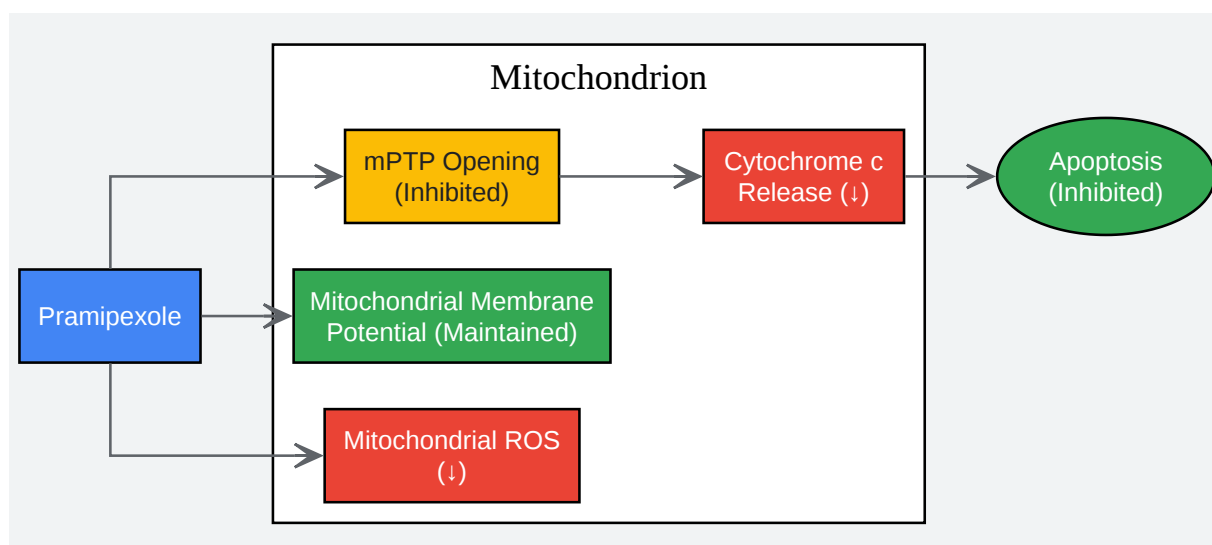 Mitochondrion
mPTP Opening
(Inhibited)
Cytochrome c
Release (↓)
Apoptosis
(Inhibited)
Pramipexole
Mitochondrial Membrane
Potential (Maintained)
Mitochondrial ROS
(↓)